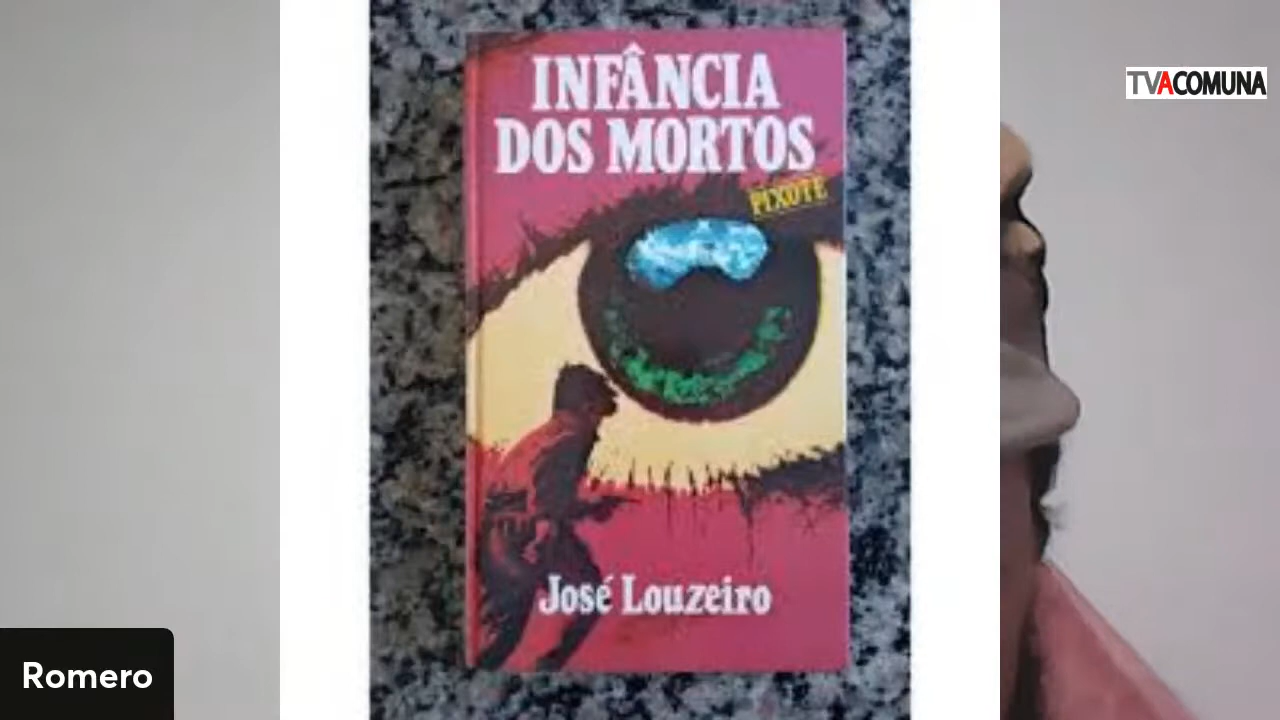 INFÂNCIA
DOS MORTOS
PIXOTE
José Louzeiro
TVACOMUNA
Romero